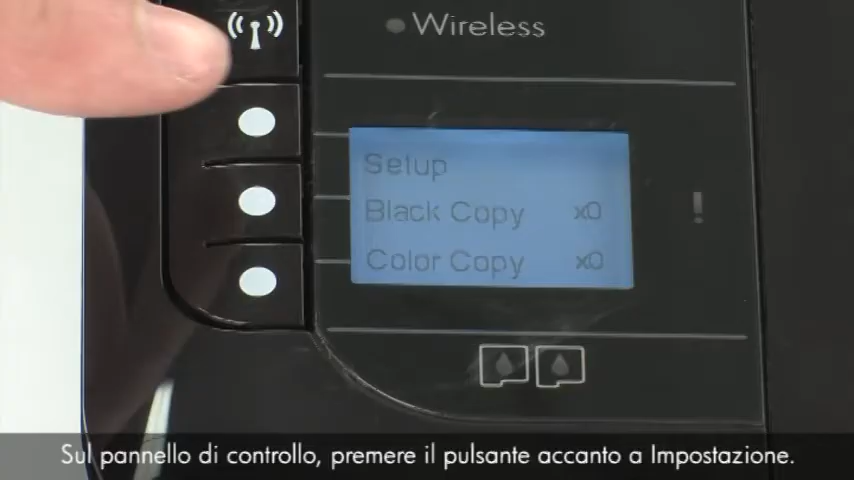 Wireless
Setup
Black Copy x0
Color Copy x0
!
Sul pannello di controllo, premere il pulsante accanto a Impostazione.